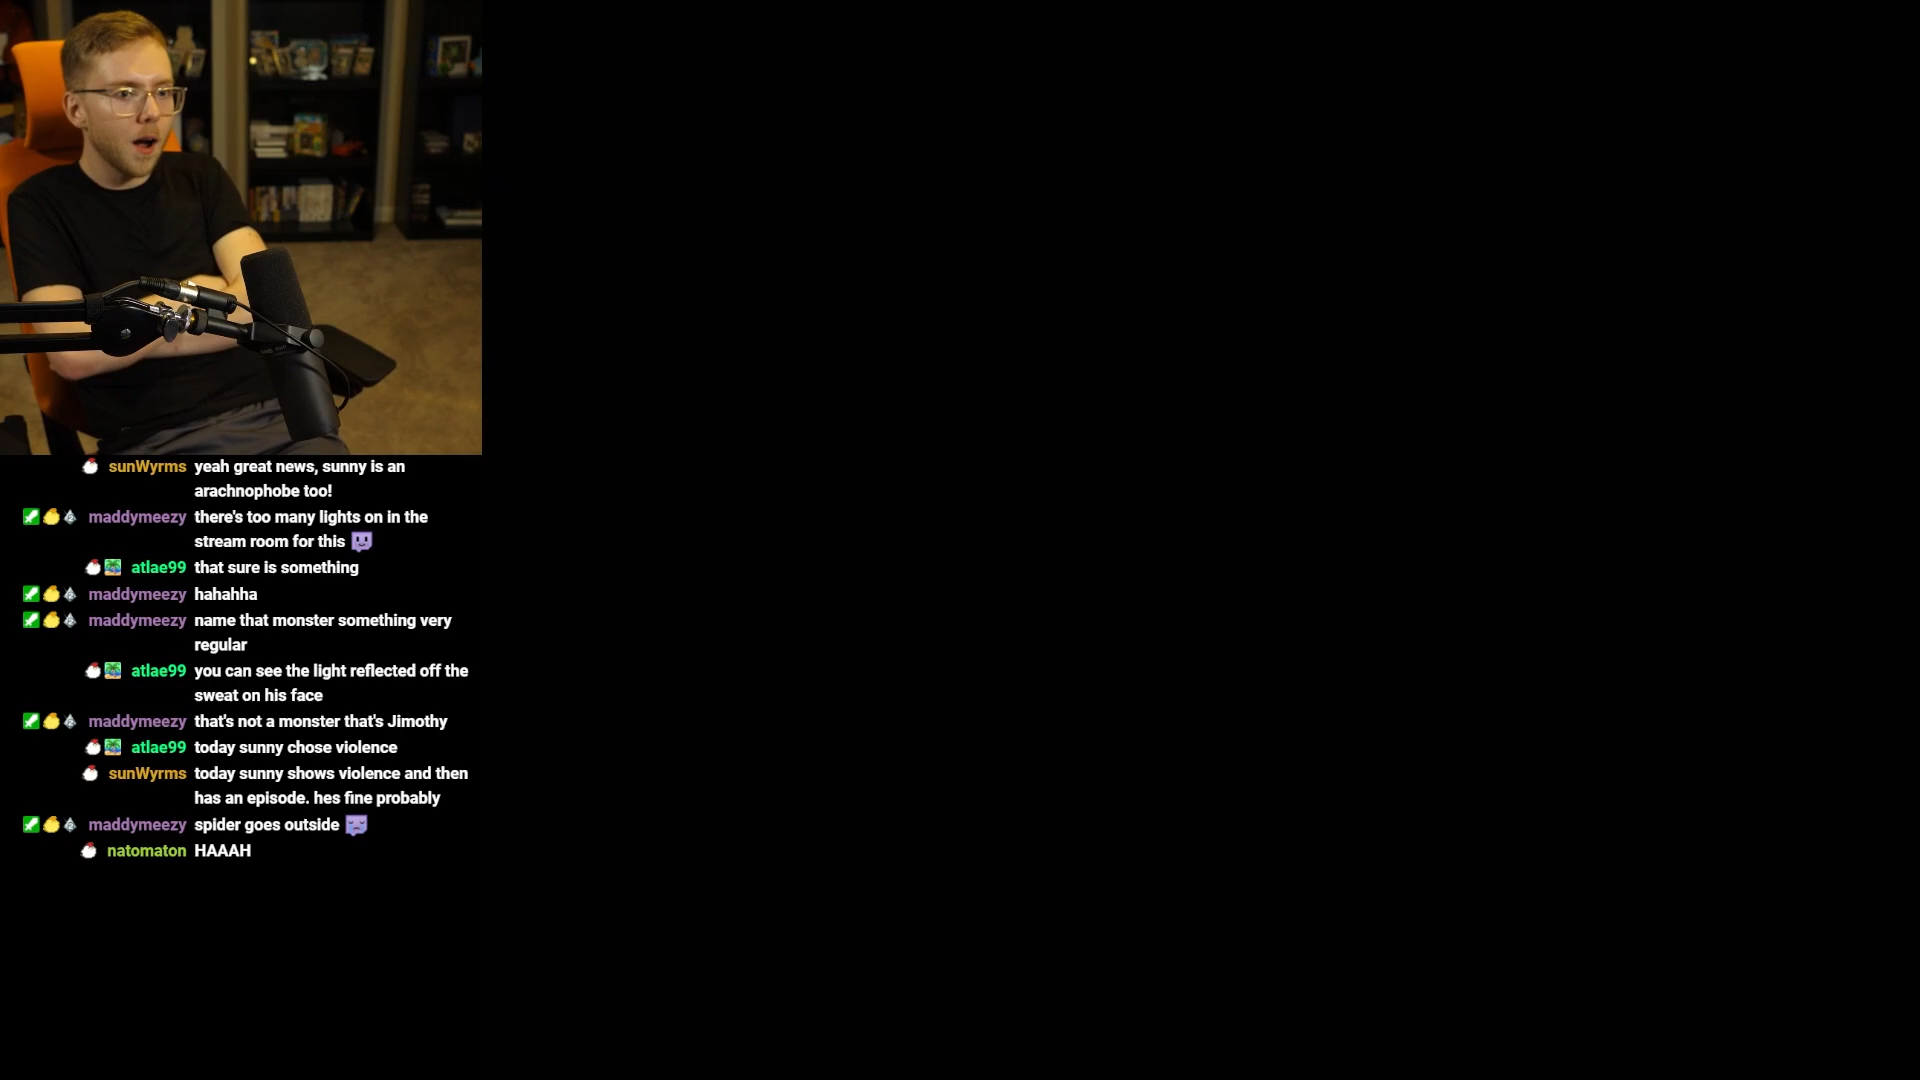 sunWyrms yeah great news, sunny is an
arachnophobe too!
maddymeezy there's too many lights on in the
stream room for this
atlae99 that sure is something
maddymeezy hahahha
maddymeezy name that monster something very
regular
atlae99 you can see the light reflected off the
sweat on his face
maddymeezy that's not a monster that's Jimothy
atlae99 today sunny chose violence
sunWyrms today sunny shows violence and then
has an episode. hes fine probably
maddymeezy spider goes outside
natomaton HAAAH